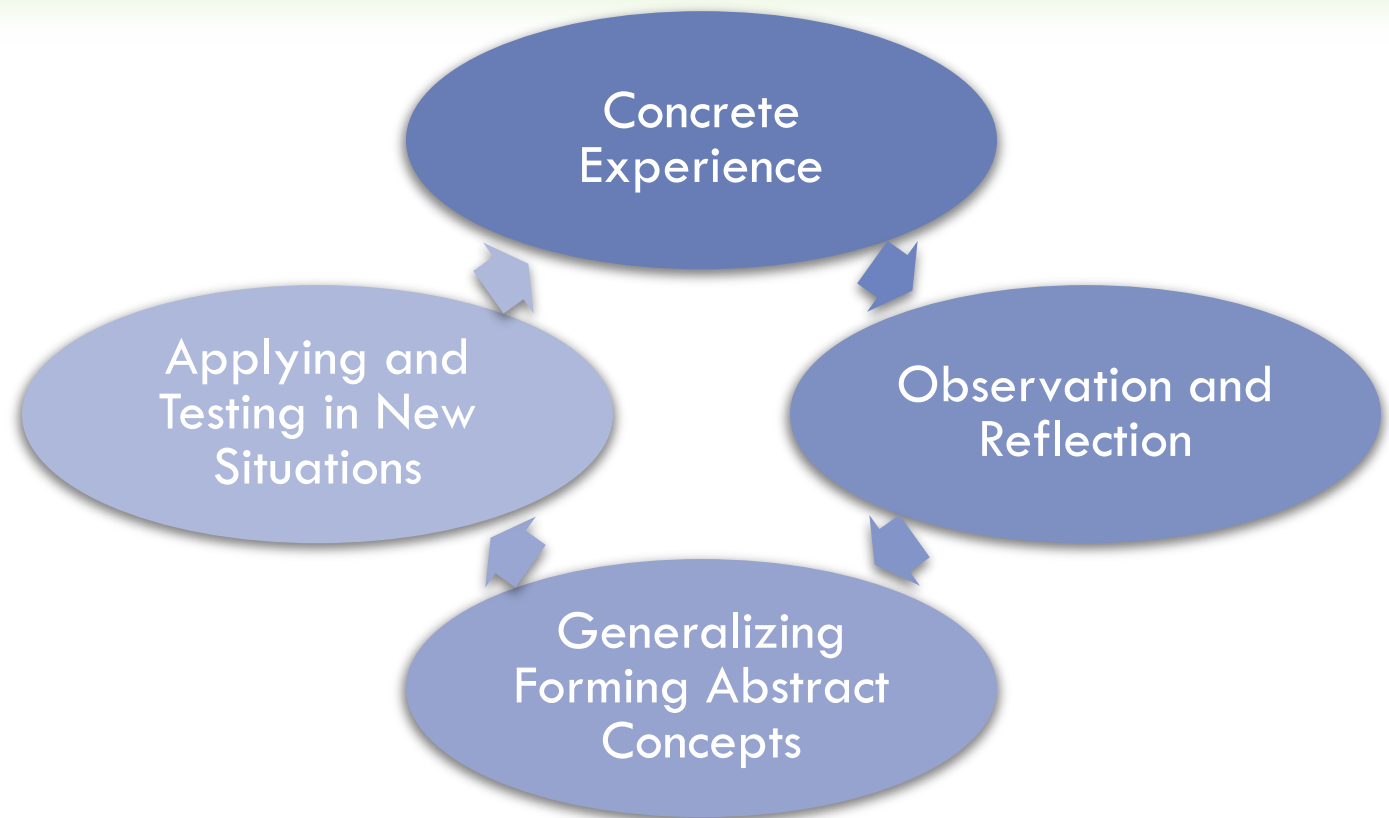 Concrete
Experience
Observation and
Reflection
Generalizing
Forming Abstract
Concepts
Applying and
Testing in New
Situations